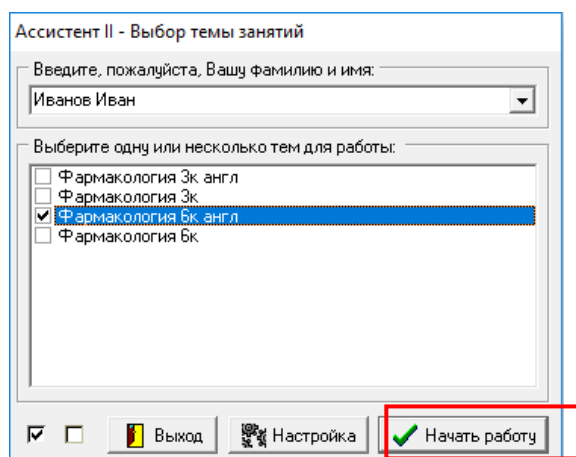 Ассистент II - Выбор темы занятий
Введите, пожалуйста, Вашу фамилию и имя:
Иванов Иван
Выберите одну или несколько тем для работы:
Фармакология 3к англ
Фармакология 3к
Фармакология 6к англ
Фармакология 6к
Выход Настройка Начать работу